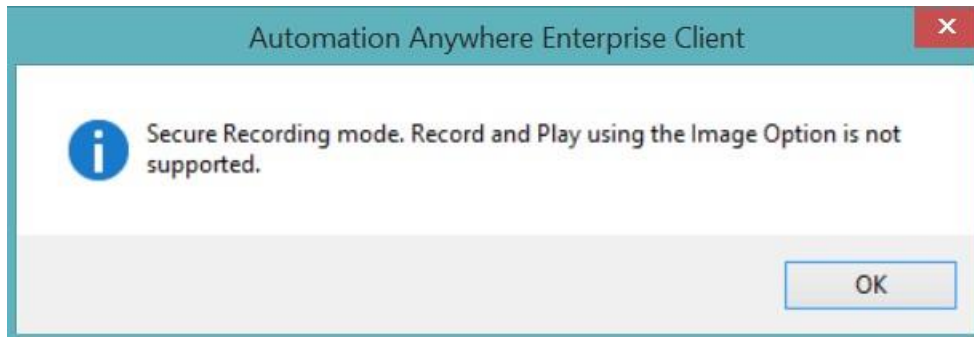 Automation Anywhere Enterprise Client
Secure Recording mode. Record and Play using the Image Option is not
supported.
OK